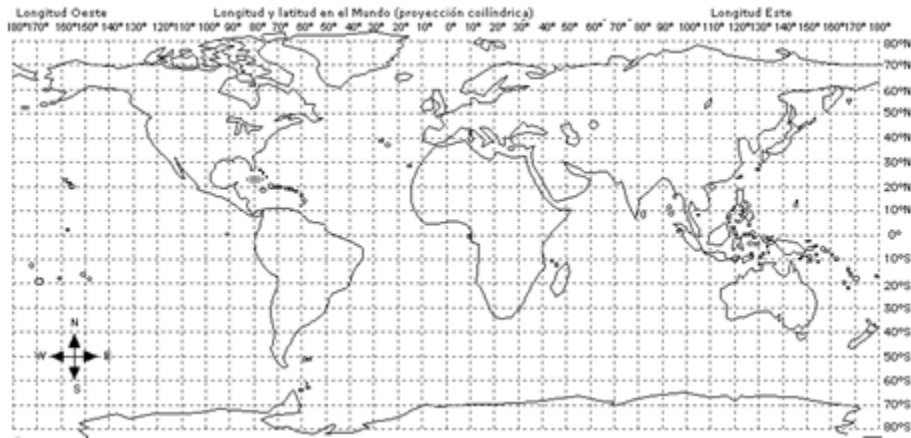 Longitud Oeste Longitud y latitud en el Mundo (proyección coilíndrica) Longitud Este
180°170° 160°150° 140° 130° 120° 110° 100° 90° 80° 70° 60° 50° 40° 30° 20° 10° 0° 10° 20° 30° 40° 50° 60° 70° 80° 90° 100° 110° 120°130° 140° 150° 160°170° 180°
80°N
70°N
60°N
50°N
40°N
30°N
20°N
10°N
0°
10°S
20°S
30°S
N
40°S
W E
50°S
S
60°S
70°S
80°S